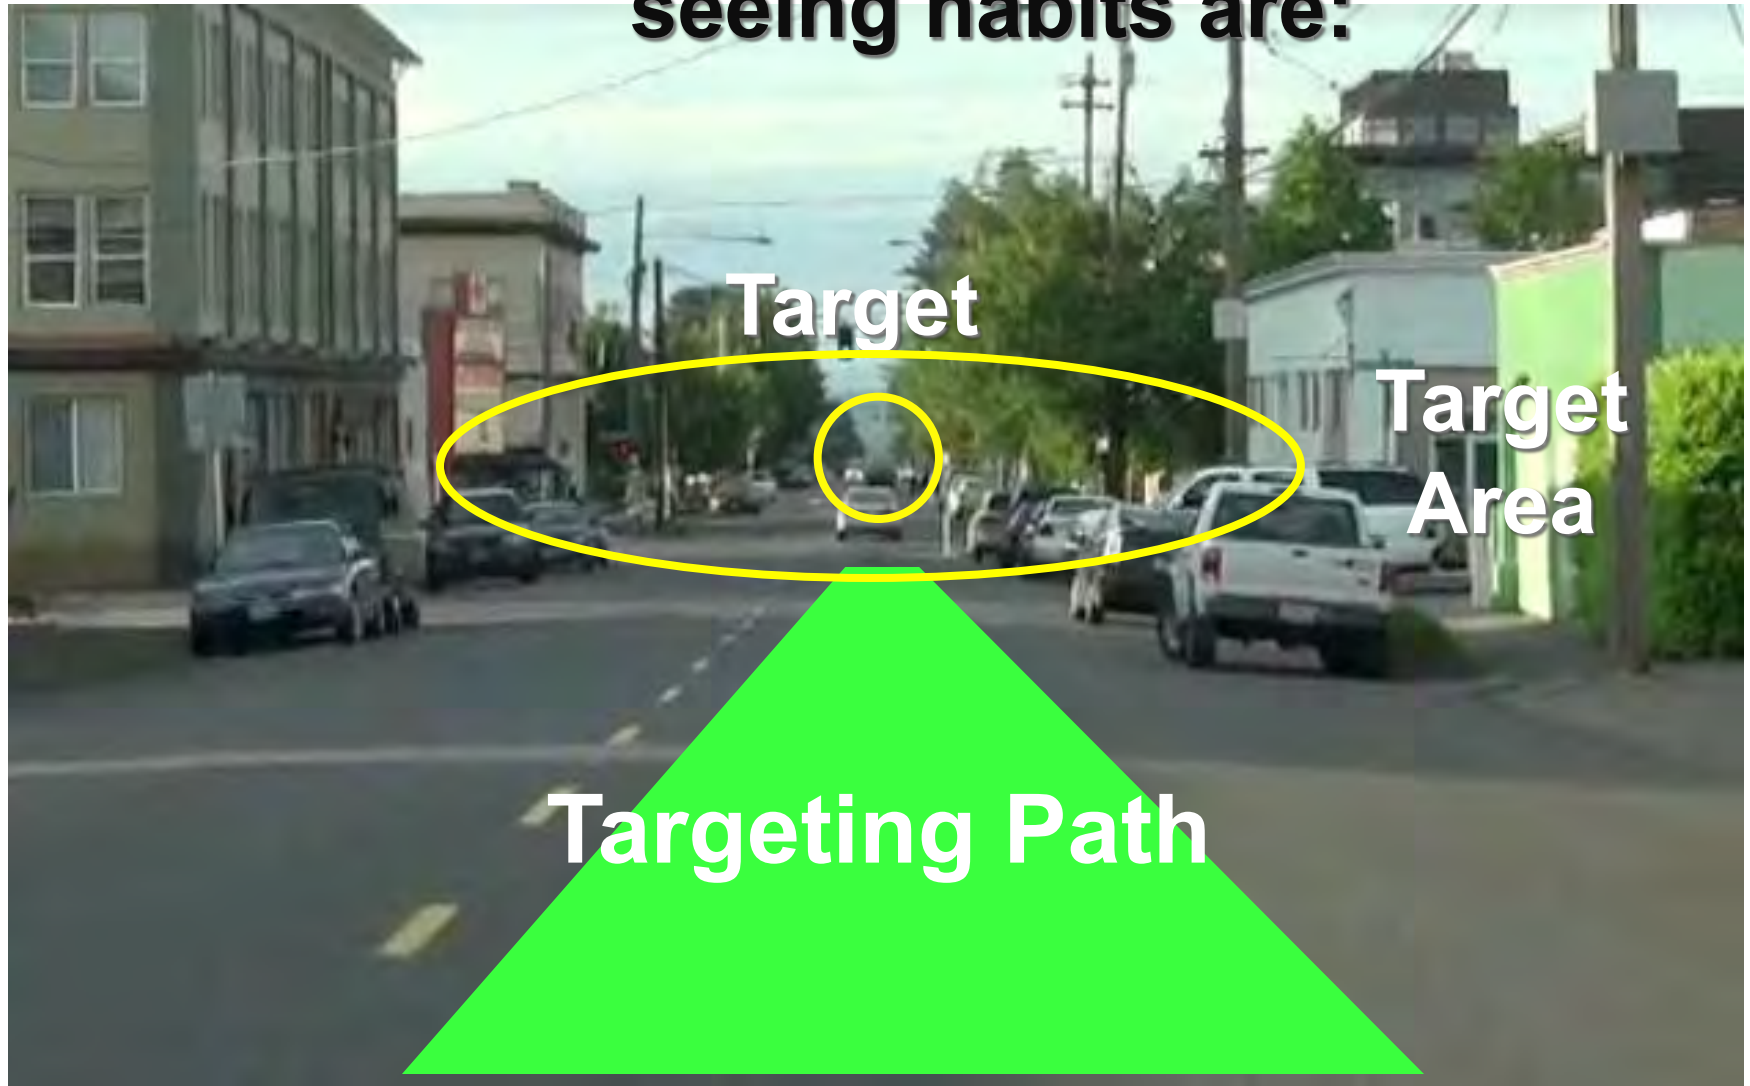 seeing habits are:
Target
Target
Area
Targeting Path